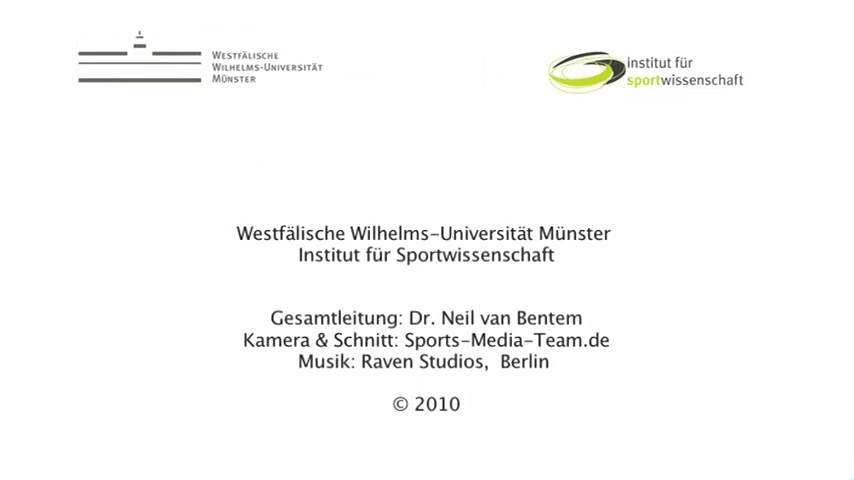 Westfälische
Wilhelms-Universität
Münster
institut für
sportwissenschaft
Westfälische Wilhelms-Universität Münster
Institut für Sportwissenschaft
Gesamtleitung: Dr. Neil van Bentem
Kamera & Schnitt: Sports-Media-Team.de
Musik: Raven Studios, Berlin
© 2010